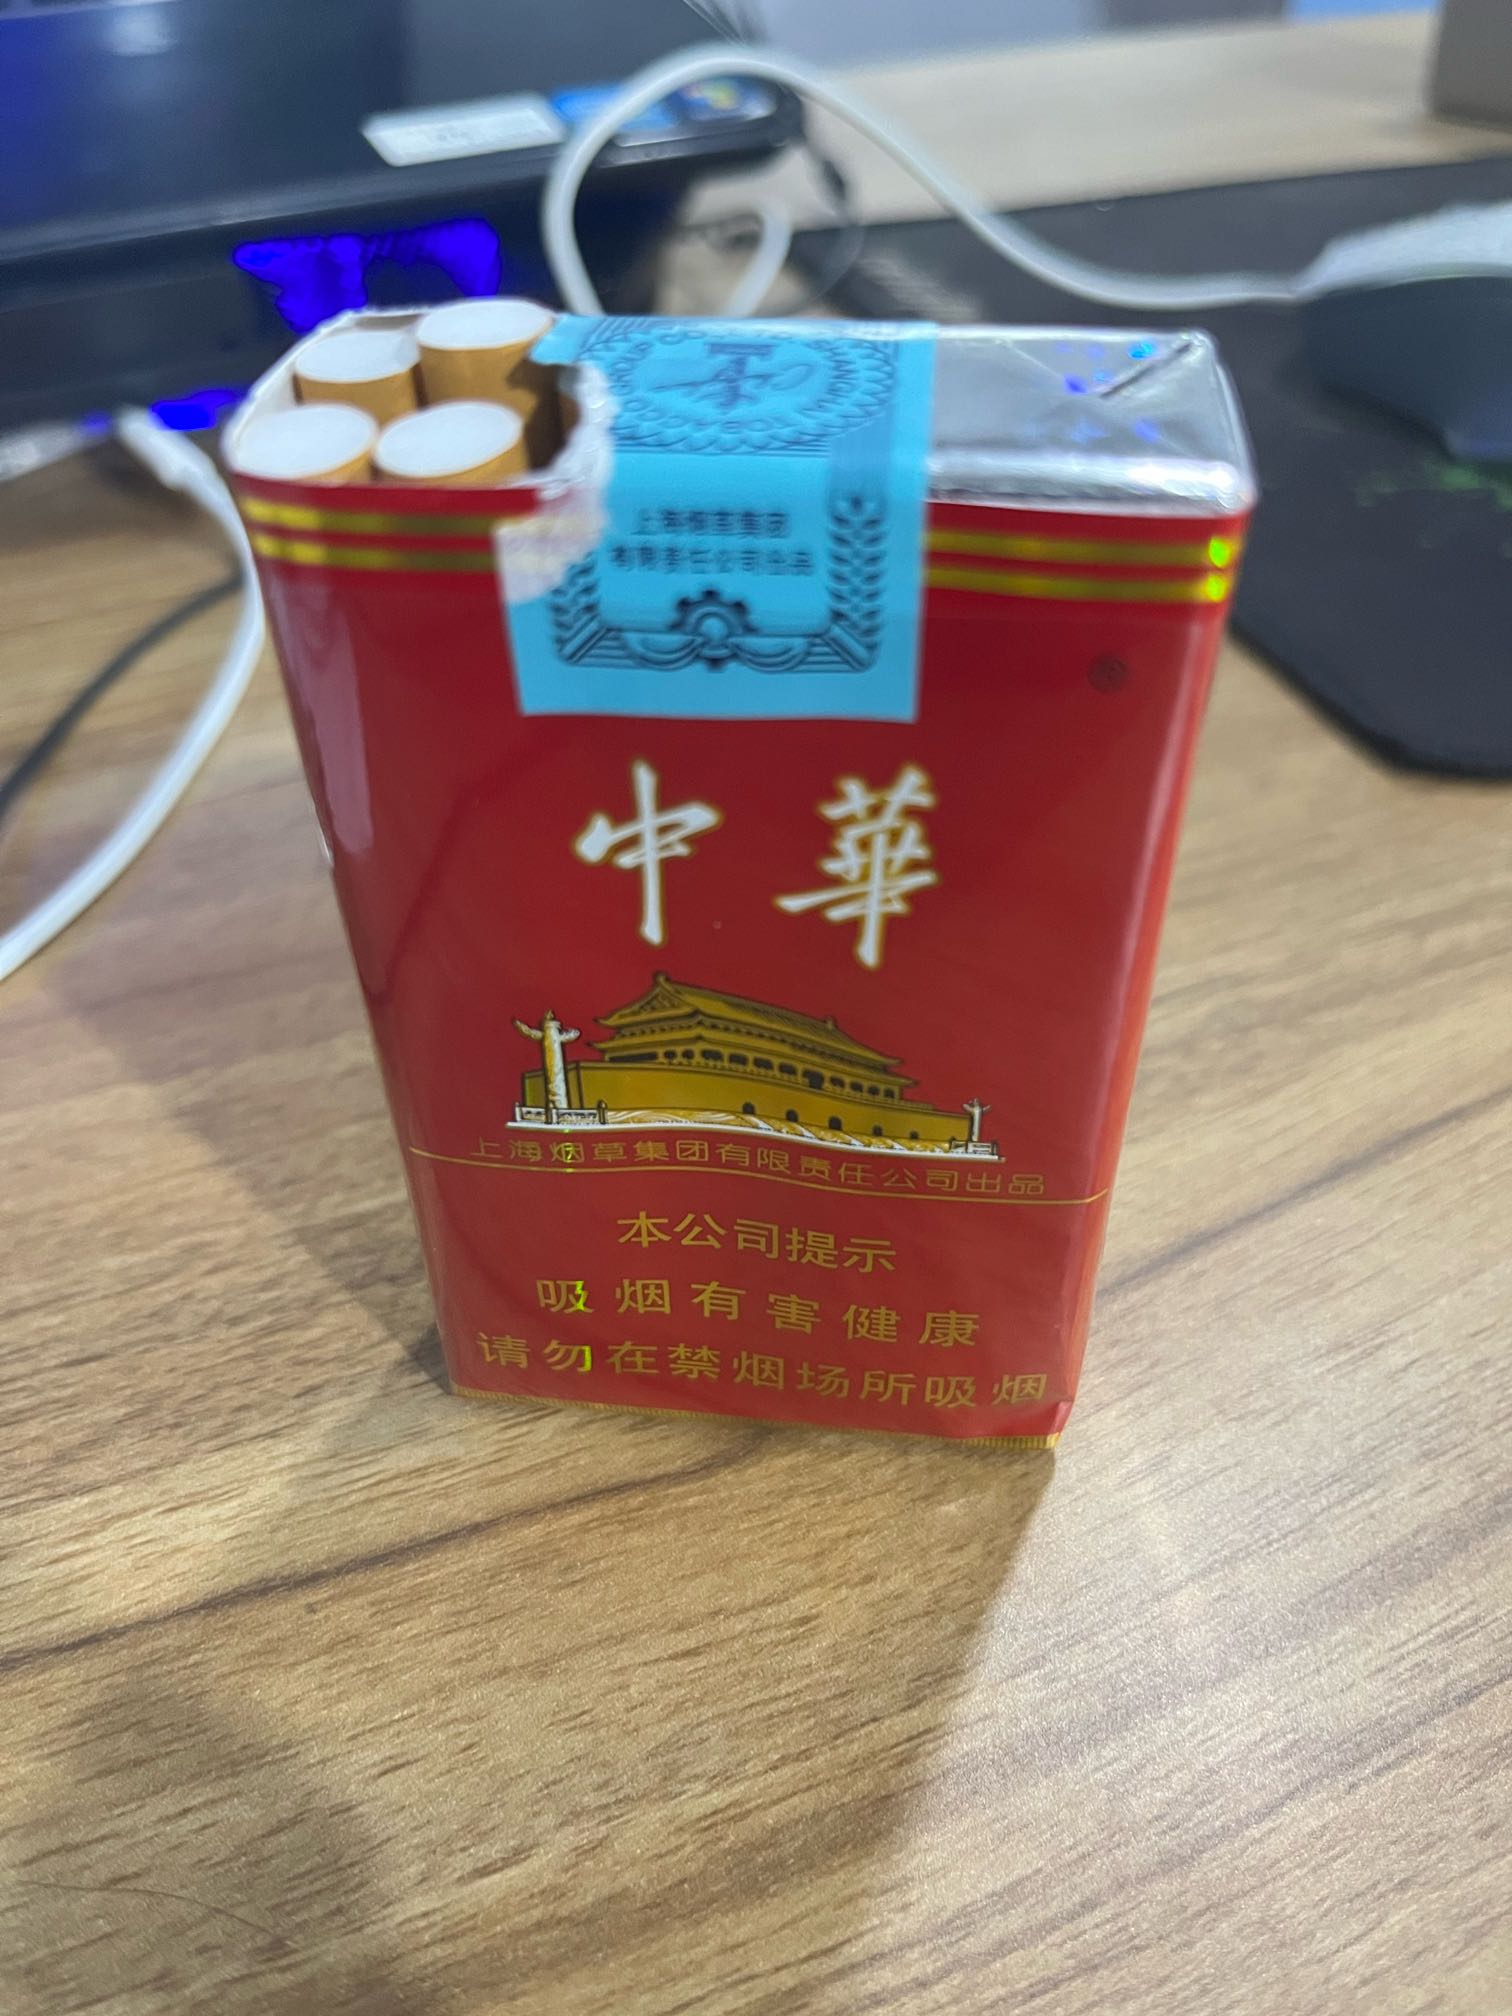 上海烟草集团
有限责任公司出品
中華
上海烟草集团有限责任公司出品
本公司提示
吸烟有害健康
请勿在禁烟场所吸烟